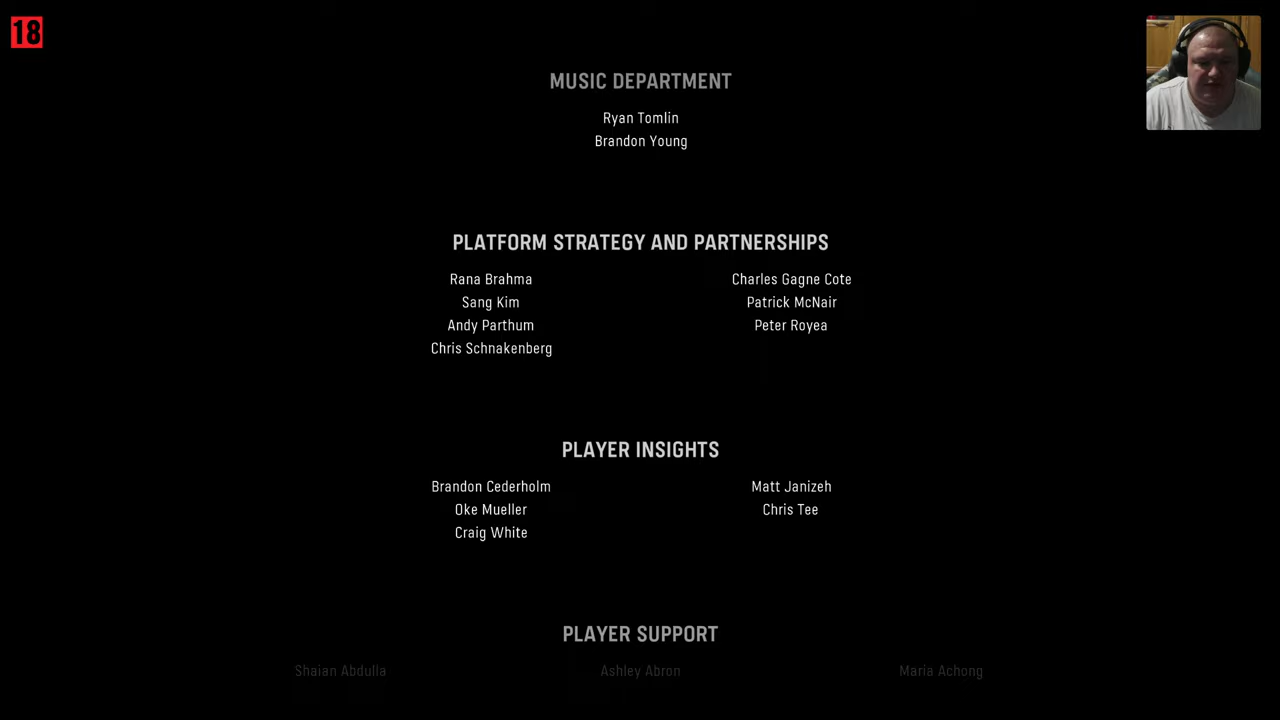 18
MUSIC DEPARTMENT
Ryan Tomlin
Brandon Young
PLATFORM STRATEGY AND PARTNERSHIPS
Rana Brahma
Charles Gagne Cote
Sang Kim
Patrick McNair
Andy Parthum
Peter Royea
Chris Schnakenberg
PLAYER INSIGHTS
Brandon Cederholm
Matt Janizeh
Oke Mueller
Chris Tee
Craig White
PLAYER SUPPORT
Shaian Abdulla
Ashley Abron
Maria Achong